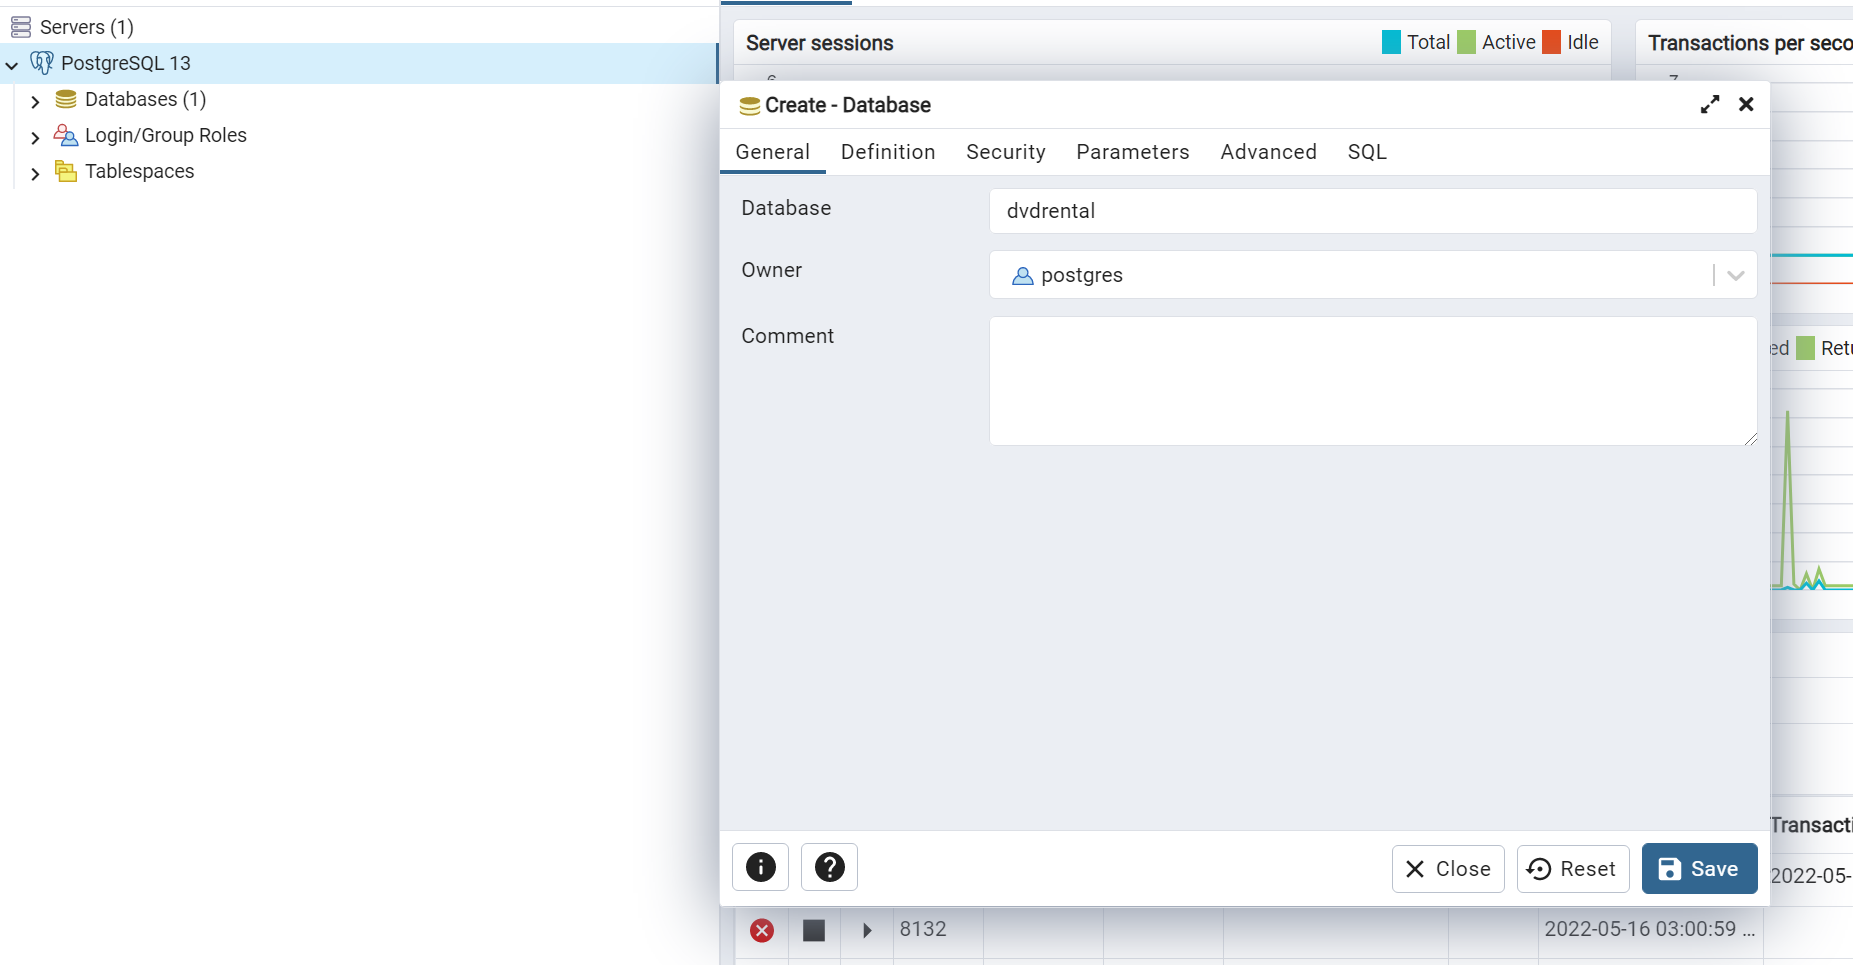 Servers (1)
PostgreSQL 13
Databases (1)
Login/Group Roles
Tablespaces
Server sessions
Total Active Idle
Transactions per seco
Create - Database
General Definition Security Parameters Advanced SQL
Database
dvdrental
Owner
postgres
Comment
ed Retu
Close Reset Save
Transacti
2022-05-
8132
2022-05-16 03:00:59 ...